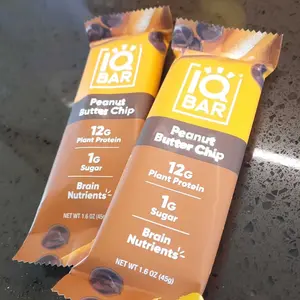 IQ
BAR
Peanut
Butter Chip
12G
Plant Protein
1G
Sugar
Brain
Nutrients
NET WT 1.6 OZ (45g)
IQ
BAR
Peanut
Butter Chip
12G
Plant Protein
1G
Sugar
Brain
Nutrients
NET WT 1.6 OZ (45g)